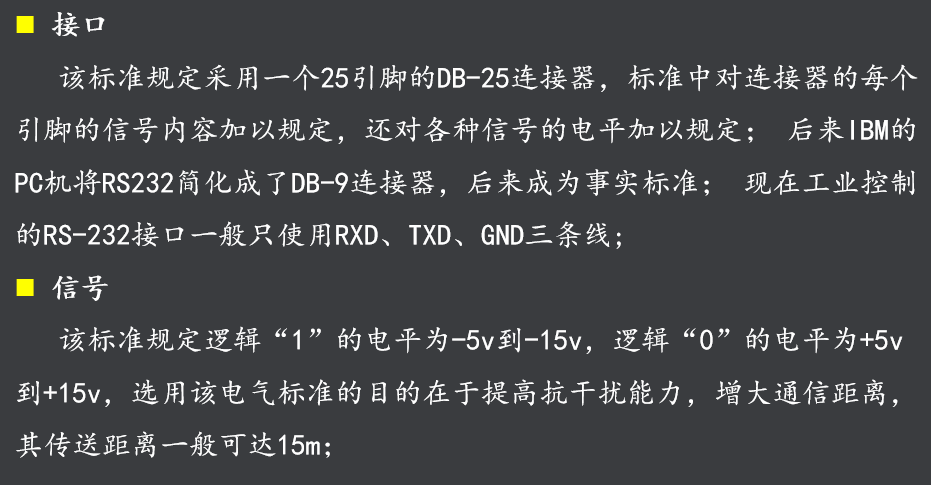 ■ 接口
该标准规定采用一个25引脚的DB-25连接器，标准中对连接器的每个
引脚的信号内容加以规定，还对各种信号的电平加以规定； 后来IBM的
PC机将RS232简化成了DB-9连接器，后来成为事实标准； 现在工业控制
的RS-232接口一般只使用RXD、TXD、GND三条线；
■ 信号
该标准规定逻辑“1”的电平为-5v到-15v，逻辑“0”的电平为+5v
到+15v，选用该电气标准的目的在于提高抗干扰能力，增大通信距离，
其传送距离一般可达15m；